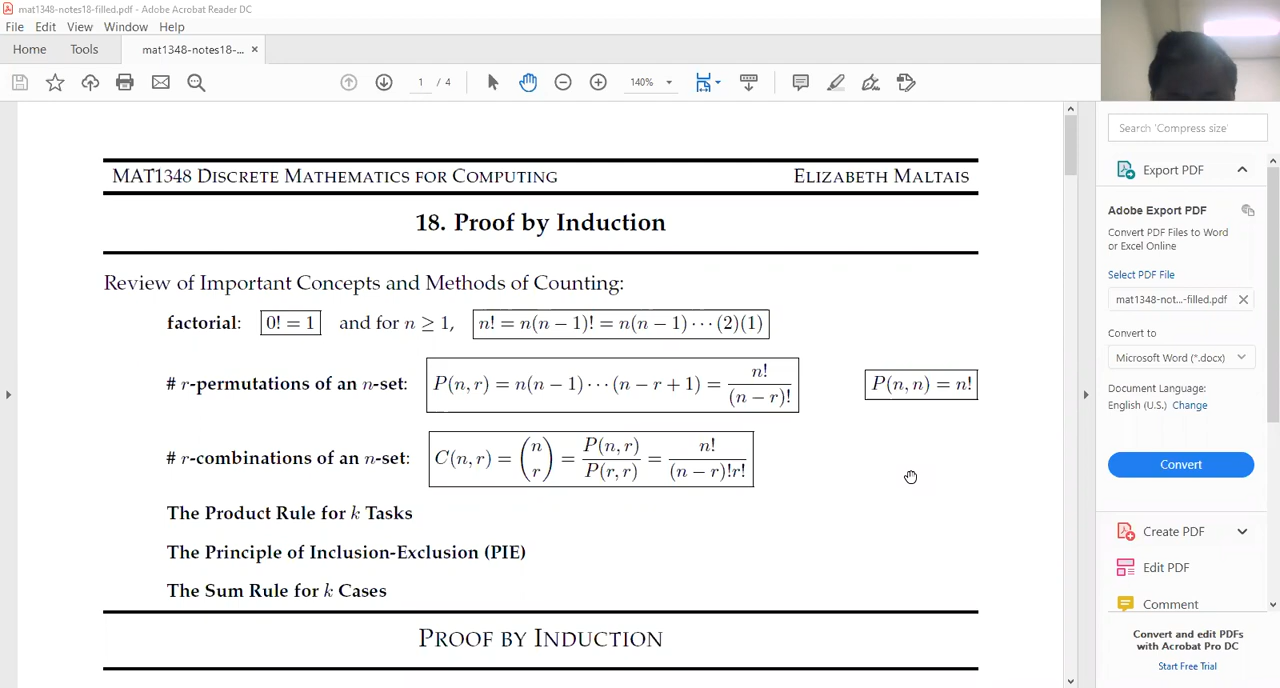 mat1348-notes18-filled.pdf - Adobe Acrobat Reader DC
File Edit View Window Help
Home Tools mat1348-notes18-... ×
1 / 4 140%
MAT1348 DISCRETE MATHEMATICS FOR COMPUTING ELIZABETH MALTAIS
18. Proof by Induction
Review of Important Concepts and Methods of Counting:
factorial: 0! = 1 and for n ≥ 1, n! = n(n − 1)! = n(n − 1) ··· (2)(1)
# r-permutations of an n-set: P(n, r) = n(n − 1) ··· (n − r + 1) = n! / (n − r)! P(n, n) = n!
# r-combinations of an n-set: C(n, r) = (n r) = P(n, r) / P(r, r) = n! / (n − r)!r!
The Product Rule for k Tasks
The Principle of Inclusion-Exclusion (PIE)
The Sum Rule for k Cases
PROOF BY INDUCTION
Search 'Compress size'
Export PDF
Adobe Export PDF
Convert PDF Files to Word
or Excel Online
Select PDF File
mat1348-not...-filled.pdf ×
Convert to
Microsoft Word (*.docx)
Document Language:
English (U.S.) Change
Convert
Create PDF
Edit PDF
Comment
Convert and edit PDFs
with Acrobat Pro DC
Start Free Trial